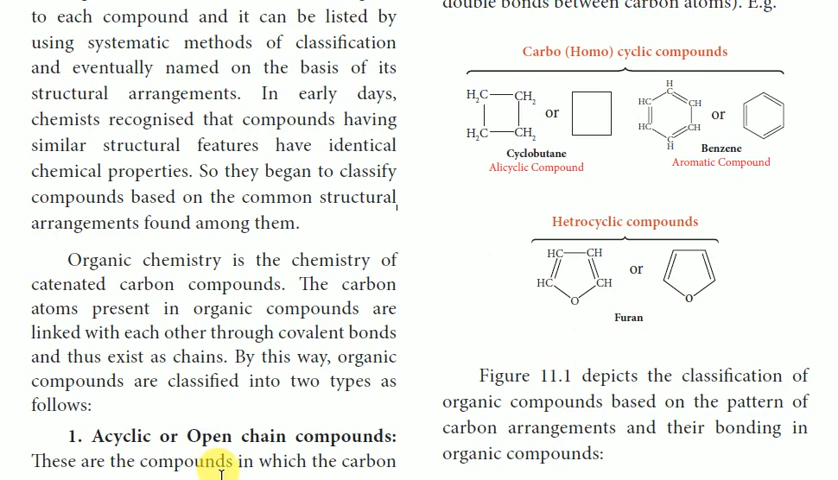 to each compound and it can be listed by
using systematic methods of classification
and eventually named on the basis of its
structural arrangements. In early days,
chemists recognised that compounds having
similar structural features have identical
chemical properties. So they began to classify
compounds based on the common structural
arrangements found among them.
Organic chemistry is the chemistry of
catenated carbon compounds. The carbon
atoms present in organic compounds are
linked with each other through covalent bonds
and thus exist as chains. By this way, organic
compounds are classified into two types as
follows:
1. Acyclic or Open chain compounds:
These are the compounds in which the carbon
double bonds between carbon atoms). E.g.
Carbo (Homo) cyclic compounds
H₂C CH₂
H₂C CH₂
or
Cyclobutane
Alicyclic Compound
H
HC CH
HC CH
H
or
Benzene
Aromatic Compound
Hetrocyclic compounds
HC CH
HC CH
O
or
O
Furan
Figure 11.1 depicts the classification of
organic compounds based on the pattern of
carbon arrangements and their bonding in
organic compounds: